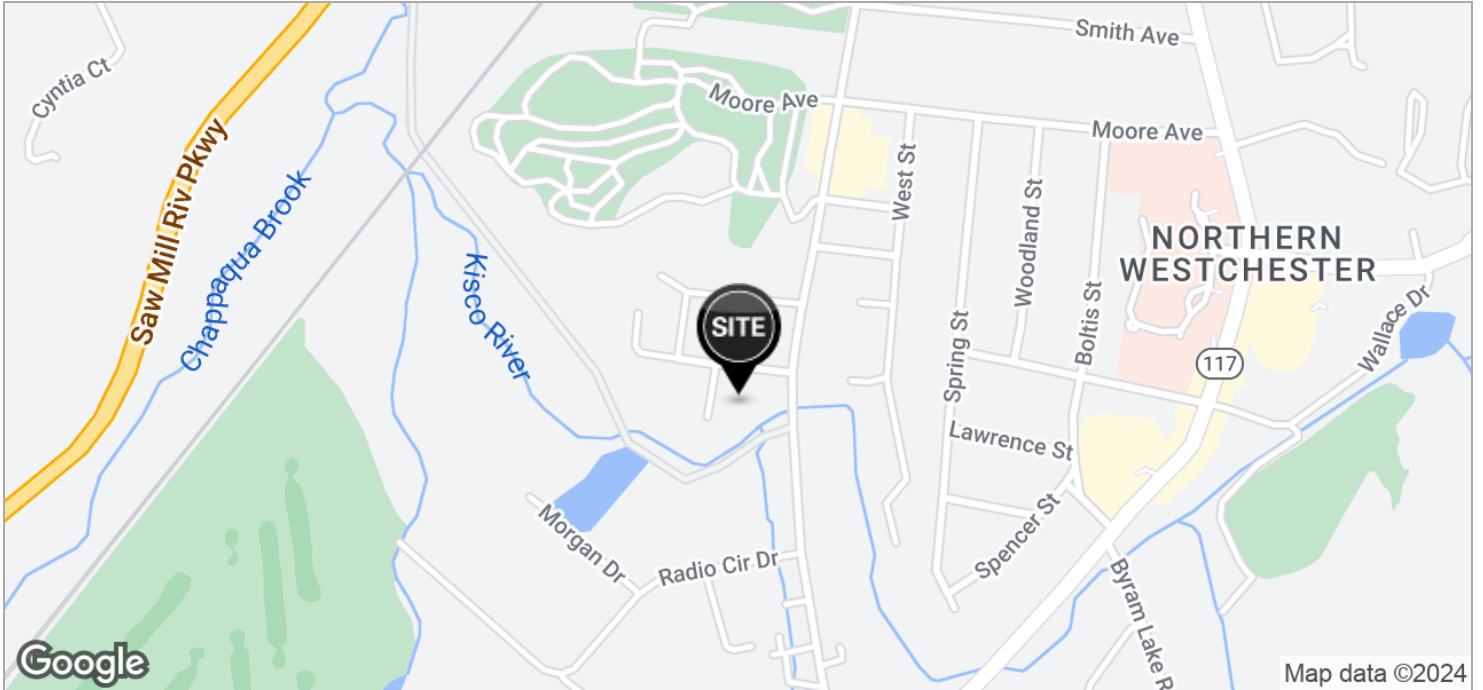 Smith Ave
Cyntia Ct
Moore Ave
Moore Ave
Saw Mill Riv Pkwy
Chappaqua Brook
West St
Woodland St
NORTHERN
WESTCHESTER
Kisco River
Boltis St
Wallace Dr
SITE
Spring St
117
Lawrence St
Morgan Dr
Spencer St
Radio Cir Dr
Byram Lake R
Google
Map data ©2024